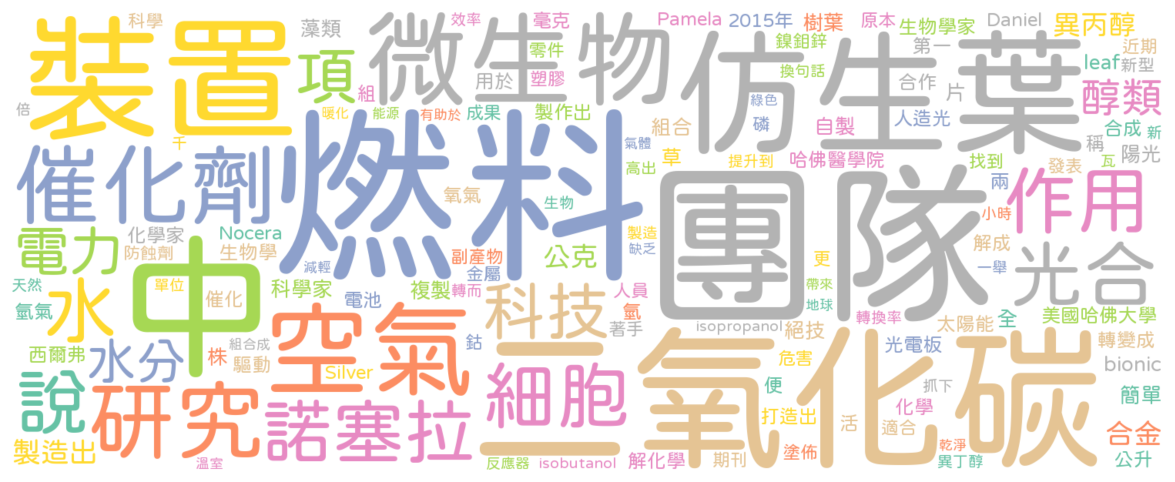 科學
藻類
效率
毫克
Pamela
2015年
樹葉
原本
生物學家
Daniel
異丙醇
裝置
項
微生物
零件
仿生葉
第一
近期
鎳鉬鋅
換句話
leaf
新型
用於
塑膠
合作
片
醇類
組
倍
暖化
能源
有助於
成果
製作出
綠色
磷
自製
人造光
合成
新
千
燃料
氣體
組合
稱
陽光
催化劑
草
提升到
哈佛醫學院
找到
發表
瓦
高出
團隊
兩
作用
氧氣
生物
小時
電力
化學家
Nocera
防蝕劑
生物學
中
副產物
公克
製造
缺乏
更
解成
光合
天然
單位
減輕
金屬
一舉
氫氣
水
催化
科學家
電池
複製
轉而
人員
氫
帶來
地球
轉換率
太陽能
全
美國哈佛大學
空氣
科技
著手
isopropanol
絕技
西爾弗
水分
株
組合成
驅動
鈷
二氧化碳
危害
光電板
轉變成
bionic
Silver
說
研究
諾塞拉
細胞
便
抓下
簡單
打造出
化學
活
適合
合金
製造出
溫室
反應器
isobutanol
解化學
期刊
塗佈
乾淨
異丁醇
公升